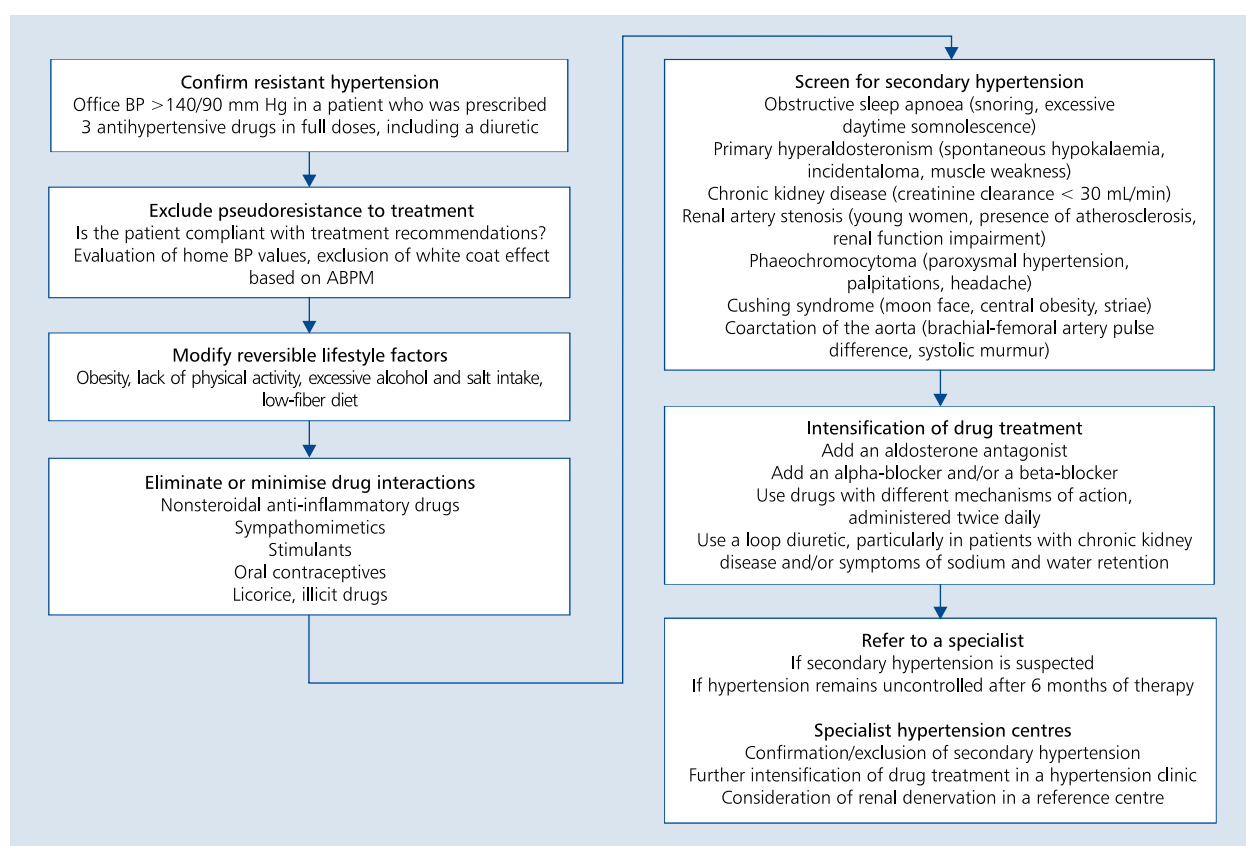 Confirm resistant hypertension
Office BP >140/90 mm Hg in a patient who was prescribed
3 antihypertensive drugs in full doses, including a diuretic
Exclude pseudoresistance to treatment
Is the patient compliant with treatment recommendations?
Evaluation of home BP values, exclusion of white coat effect
based on ABPM
Modify reversible lifestyle factors
Obesity, lack of physical activity, excessive alcohol and salt intake,
low-fiber diet
Eliminate or minimise drug interactions
Nonsteroidal anti-inflammatory drugs
Sympathomimetics
Stimulants
Oral contraceptives
Licorice, illicit drugs
Screen for secondary hypertension
Obstructive sleep apnoea (snoring, excessive
daytime somnolescence)
Primary hyperaldosteronism (spontaneous hypokalaemia,
incidentaloma, muscle weakness)
Chronic kidney disease (creatinine clearance < 30 mL/min)
Renal artery stenosis (young women, presence of atherosclerosis,
renal function impairment)
Phaeochromocytoma (paroxysmal hypertension,
palpitations, headache)
Cushing syndrome (moon face, central obesity, striae)
Coarctation of the aorta (brachial-femoral artery pulse
difference, systolic murmur)
Intensification of drug treatment
Add an aldosterone antagonist
Add an alpha-blocker and/or a beta-blocker
Use drugs with different mechanisms of action,
administered twice daily
Use a loop diuretic, particularly in patients with chronic kidney
disease and/or symptoms of sodium and water retention
Refer to a specialist
If secondary hypertension is suspected
If hypertension remains uncontrolled after 6 months of therapy
Specialist hypertension centres
Confirmation/exclusion of secondary hypertension
Further intensification of drug treatment in a hypertension clinic
Consideration of renal denervation in a reference centre